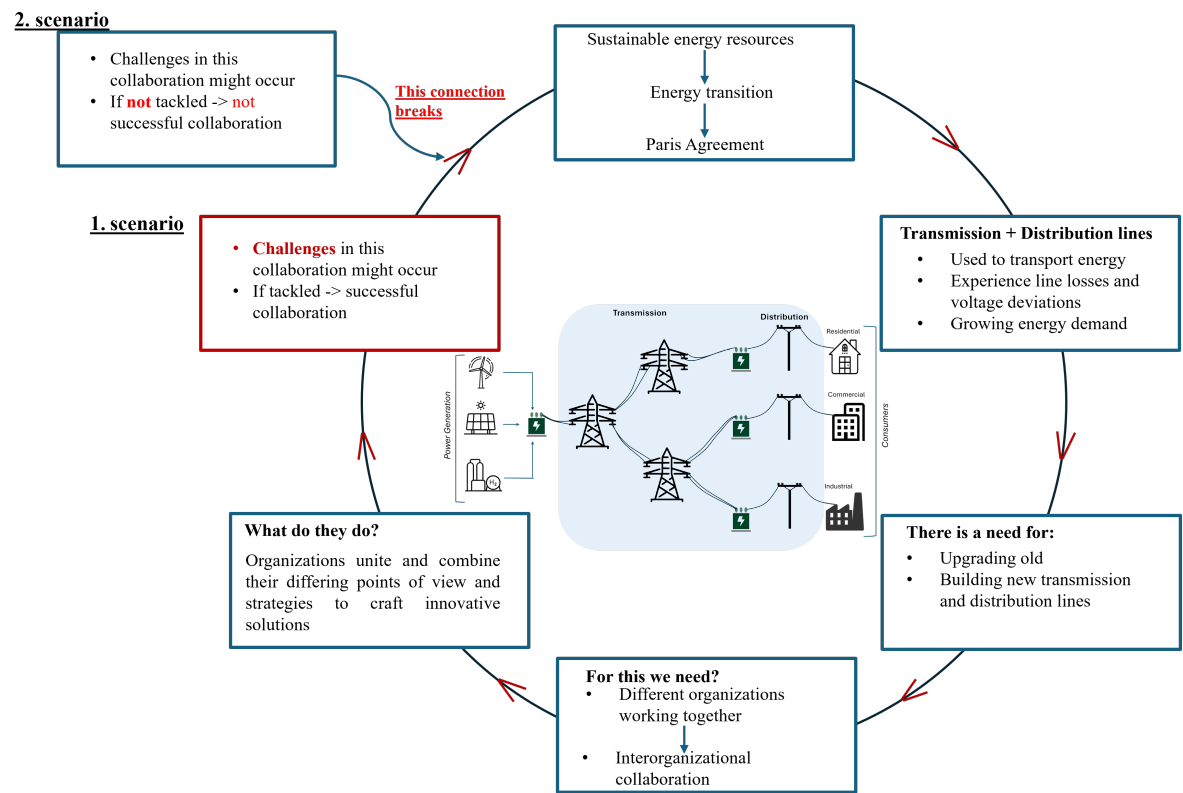 2. scenario
• Challenges in this
collaboration might occur
• If not tackled -> not
successful collaboration
This connection
breaks
Sustainable energy resources
Energy transition
Paris Agreement
1. scenario
• Challenges in this
collaboration might occur
• If tackled -> successful
collaboration
Transmission + Distribution lines
• Used to transport energy
• Experience line losses and
voltage deviations
• Growing energy demand
Transmission
Distribution
Residential
Commercial
Industrial
Power Generation
H₂
Consumers
What do they do?
Organizations unite and combine
their differing points of view and
strategies to craft innovative
solutions
There is a need for:
• Upgrading old
• Building new transmission
and distribution lines
For this we need?
• Different organizations
working together
• Interorganizational
collaboration